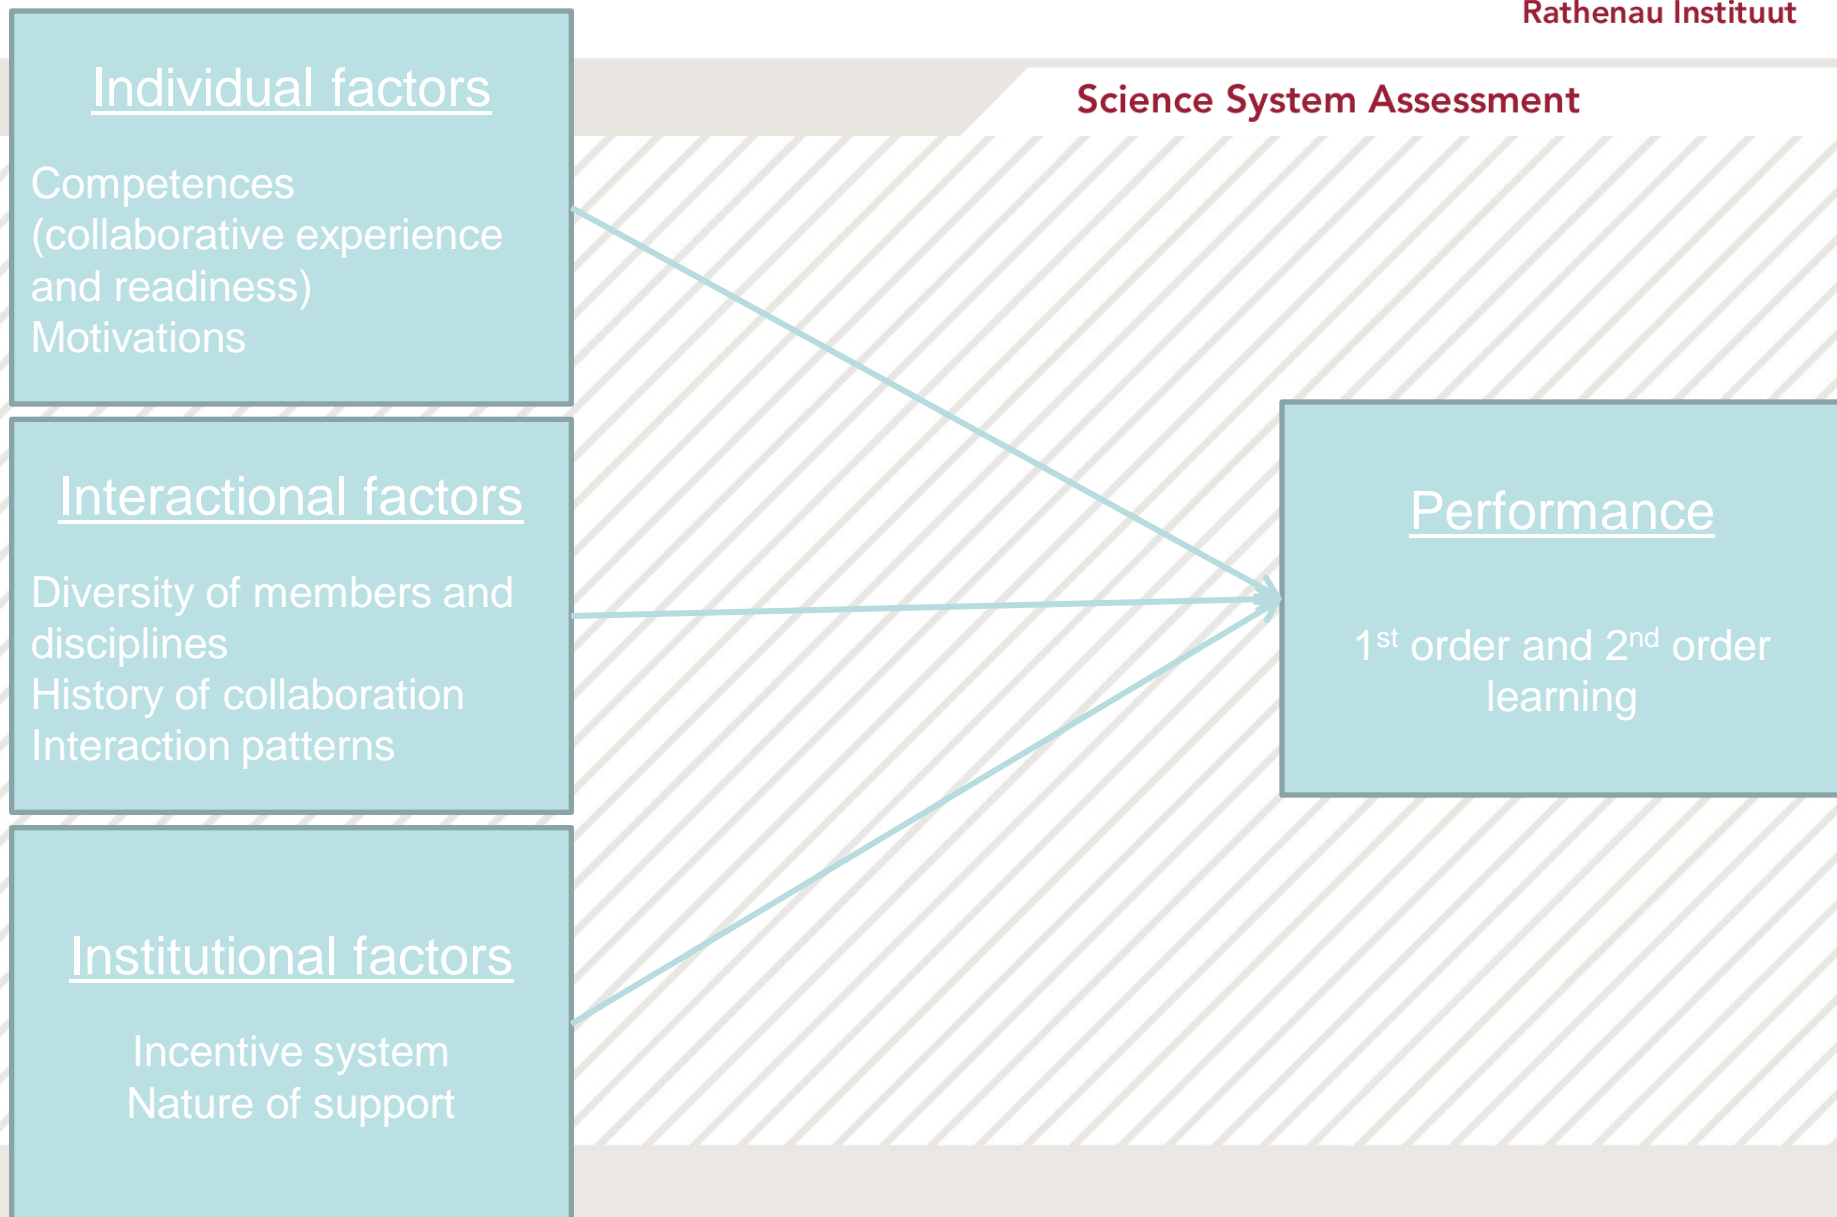 Rathenau Instituut
Science System Assessment
Individual factors
Competences
(collaborative experience
and readiness)
Motivations
Interactional factors
Diversity of members and
disciplines
History of collaboration
Interaction patterns
Institutional factors
Incentive system
Nature of support
Performance
1st order and 2nd order
learning